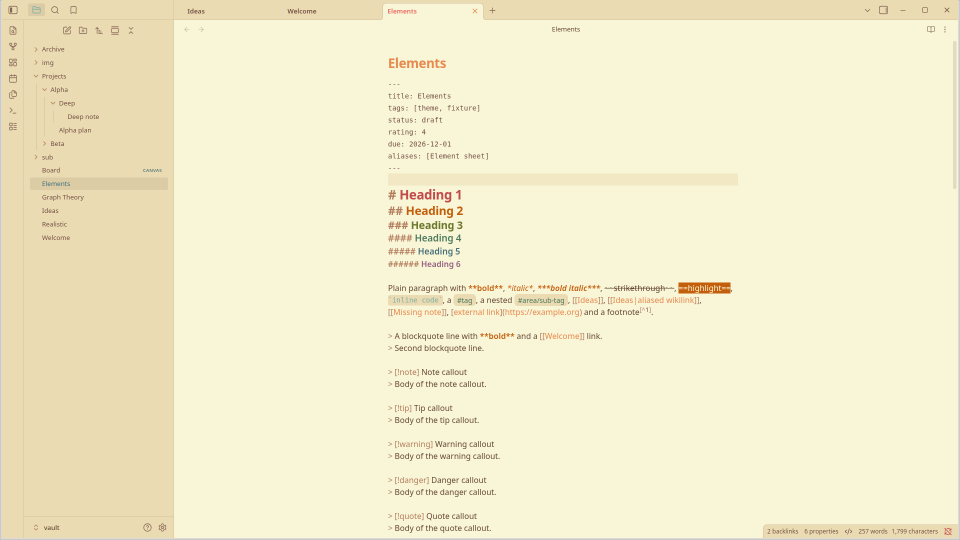 Ideas
Welcome
Elements
Elements
Archive
img
Projects
Alpha
Deep
Deep note
Alpha plan
Beta
sub
Board
CANVAS
Elements
Graph Theory
Ideas
Realistic
Welcome
vault
Elements
---
title: Elements
tags: [theme, fixture]
status: draft
rating: 4
due: 2026-12-01
aliases: [Element sheet]
---
# Heading 1
## Heading 2
### Heading 3
#### Heading 4
##### Heading 5
###### Heading 6
Plain paragraph with **bold**, *italic*, ***bold italic***, ~~strikethrough~~, ==highlight==,
`inline code`, a #tag, a nested #area/sub-tag, [[Ideas]], [[Ideas|aliased wikilink]],
[[Missing note]], [external link](https://example.org) and a footnote[^1].
> A blockquote line with **bold** and a [[Welcome]] link.
> Second blockquote line.
> [!note] Note callout
> Body of the note callout.
> [!tip] Tip callout
> Body of the tip callout.
> [!warning] Warning callout
> Body of the warning callout.
> [!danger] Danger callout
> Body of the danger callout.
> [!quote] Quote callout
> Body of the quote callout.
2 backlinks 6 properties </> 257 words 1,799 characters